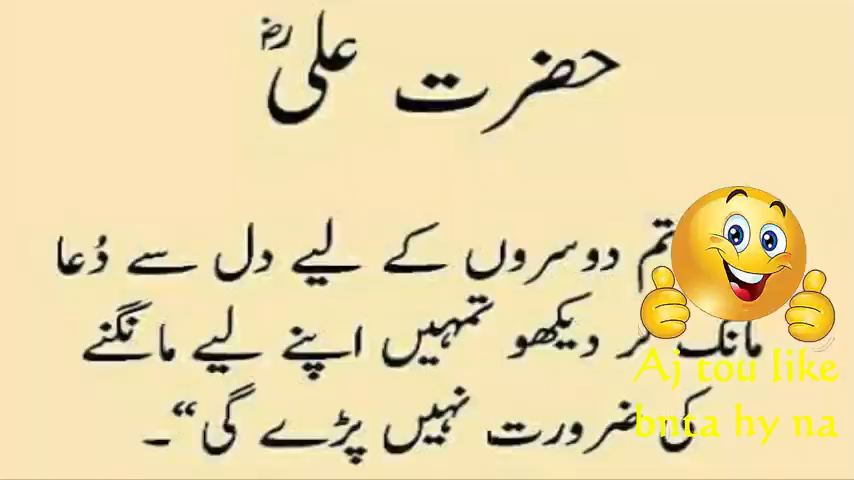 حضرت علیؓ
تم دوسروں کے لیے دل سے دُعا
مانگ کر دیکھو تمہیں اپنے لیے مانگنے
کی ضرورت نہیں پڑے گی“۔
Aj tou like
bnta hy na